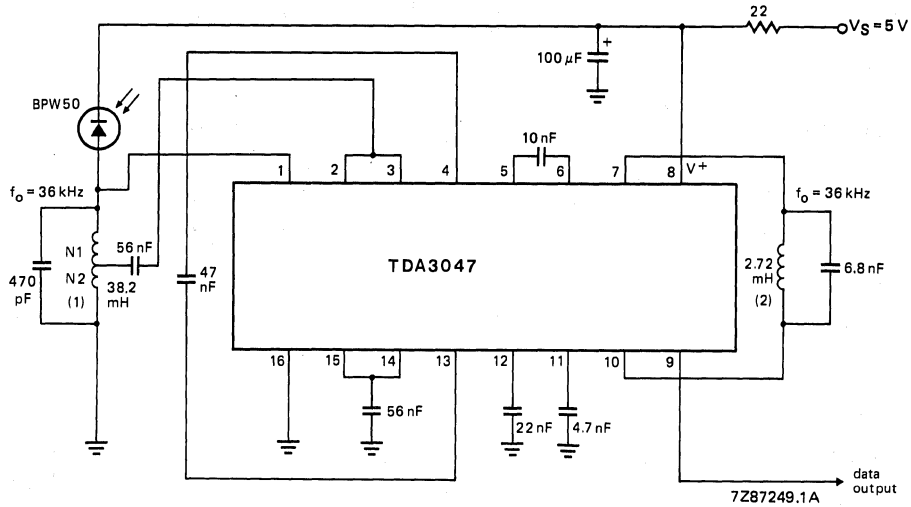 22
V_S = 5 V
+
100 µF
BPW50
10 nF
1
2
3
4
5
6
7
8
V+
f_o = 36 kHz
f_o = 36 kHz
N1
56 nF
470 pF
N2
(1)
38.2 mH
47 nF
TDA3047
2.72 mH
(2)
6.8 nF
16
15
14
13
12
11
10
9
56 nF
22 nF
4.7 nF
data output
7Z87249.1A